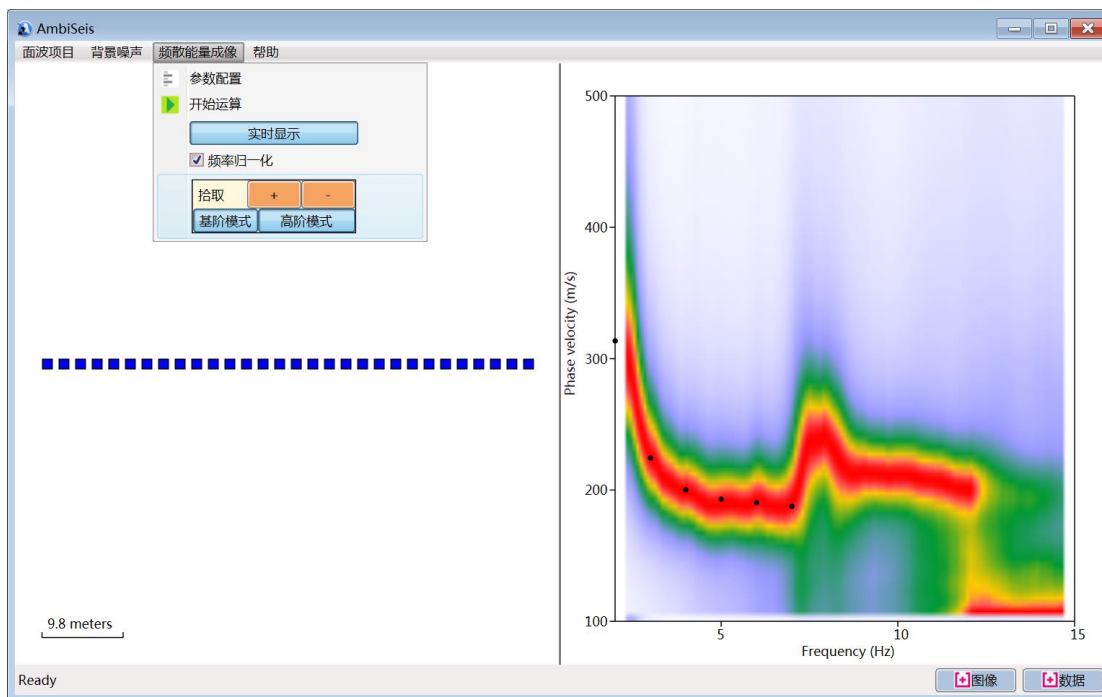 AmbiSeis
面波项目 背景噪声 频散能量成像 帮助
参数配置
开始运算
实时显示
频率归一化
拾取 + -
基阶模式 高阶模式
9.8 meters
500
400
300
200
100
Phase velocity (m/s)
5 10 15
Frequency (Hz)
Ready
图像 数据